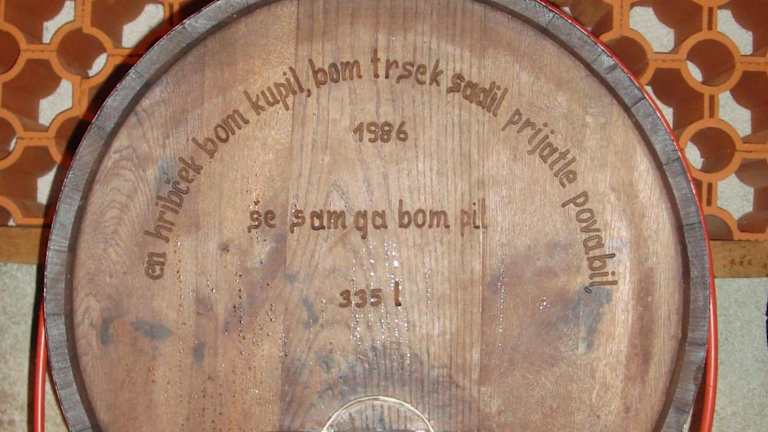 en hribček bom kupil, bom trsek sadil prijatle povabil.
1986
še sam ga bom pil
335 l